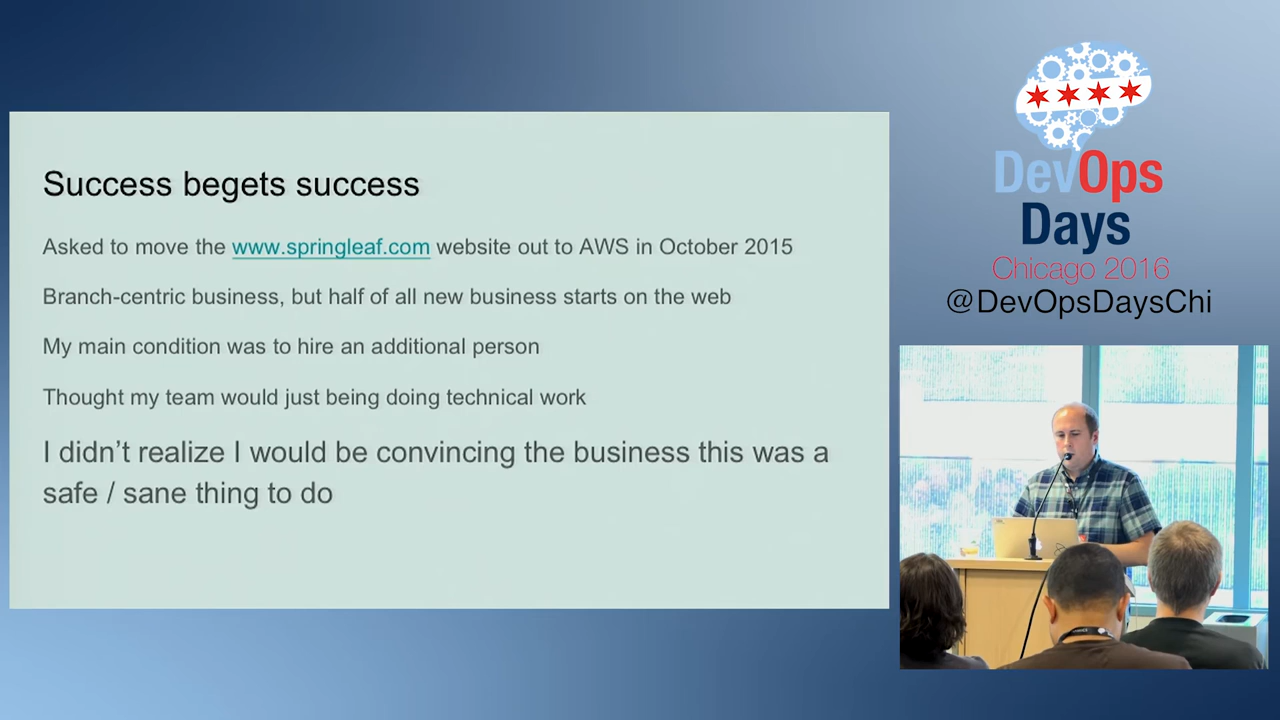 Success begets success
Asked to move the www.springleaf.com website out to AWS in October 2015
Branch-centric business, but half of all new business starts on the web
My main condition was to hire an additional person
Thought my team would just being doing technical work
I didn't realize I would be convincing the business this was a
safe / sane thing to do
DevOps
Days
Chicago 2016
@DevOpsDaysChi